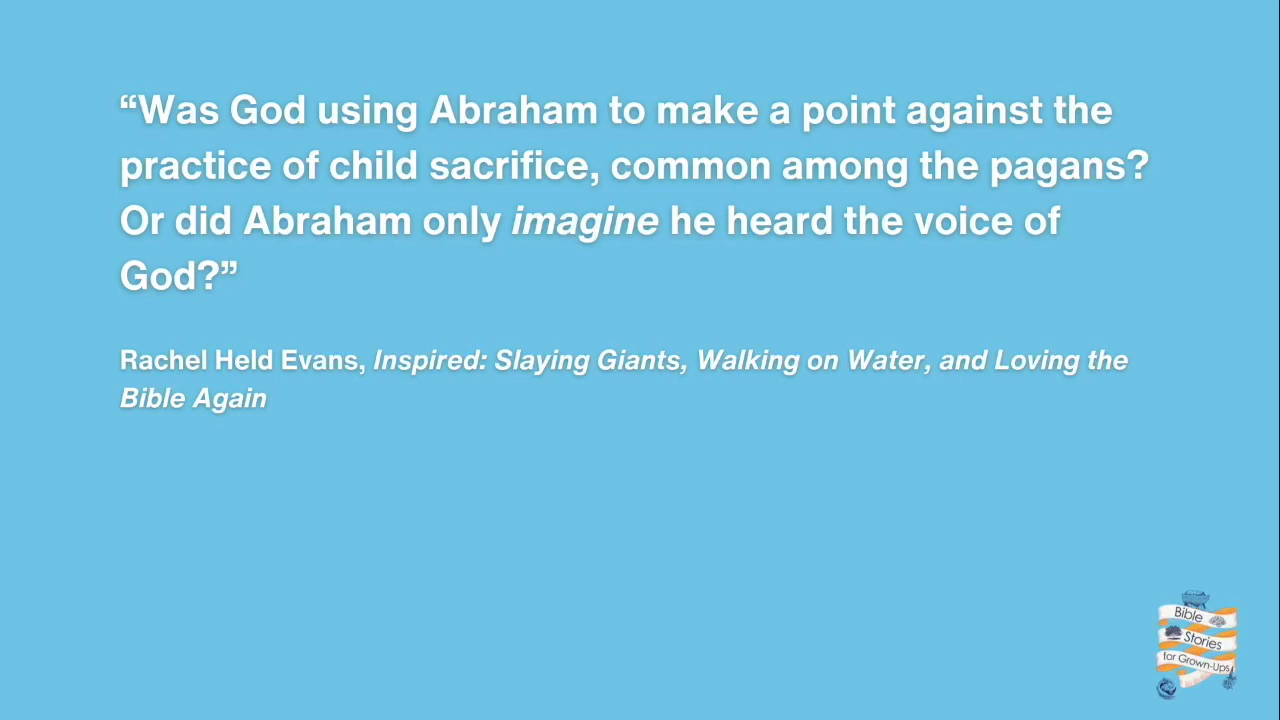 “Was God using Abraham to make a point against the
practice of child sacrifice, common among the pagans?
Or did Abraham only imagine he heard the voice of
God?”
Rachel Held Evans, Inspired: Slaying Giants, Walking on Water, and Loving the
Bible Again
Bible
Stories
for Grown-Ups